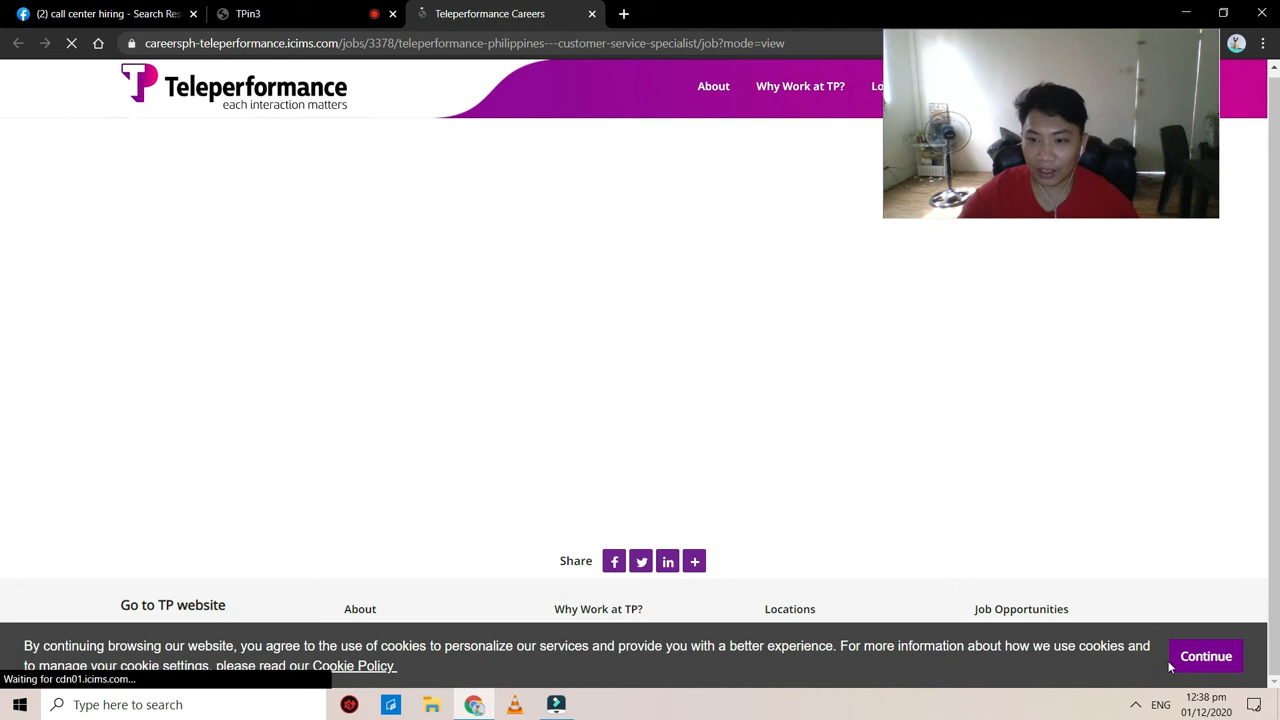 (2) call center hiring - Search Res
TPin3
Teleperformance Careers
careersph-teleperformance.icims.com/jobs/3378/teleperformance-philippines---customer-service-specialist/job?mode=view
TP Teleperformance
each interaction matters
About
Why Work at TP?
Lo
Share
Go to TP website
About
Why Work at TP?
Locations
Job Opportunities
By continuing browsing our website, you agree to the use of cookies to personalize our services and provide you with a better experience. For more information about how we use cookies and
to manage your cookie settings, please read our Cookie Policy
Continue
Waiting for cdn01.icims.com...
Type here to search
ENG
12:38 pm
01/12/2020